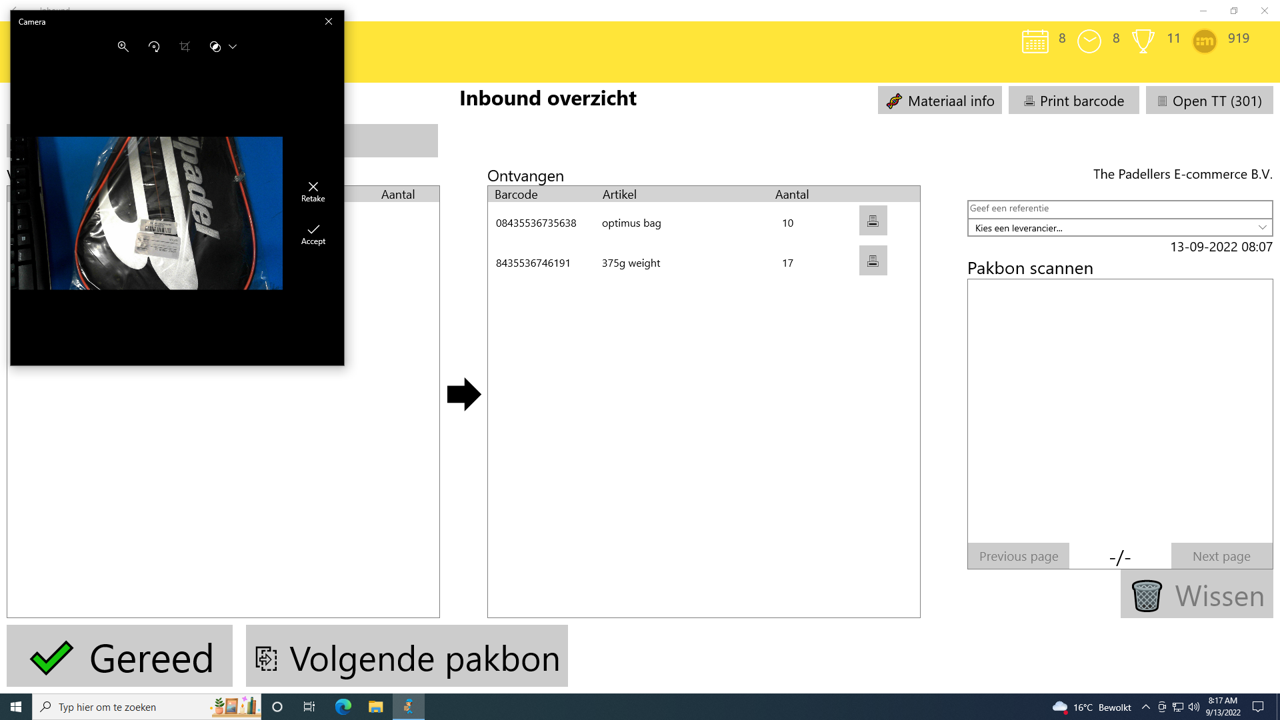 Inbound
Camera
8
8
11
919
Inbound overzicht
Materiaal info
Print barcode
Open TT (301)
Retake
Accept
padel
Aantal
Ontvangen
Barcode Artikel Aantal
08435536735638 optimus bag 10
8435536746191 375g weight 17
The Padellers E-commerce B.V.
Geef een referentie
Kies een leverancier...
13-09-2022 08:07
Pakbon scannen
Previous page -/- Next page
Wissen
Gereed
Volgende pakbon
Typ hier om te zoeken
16°C Bewolkt
8:17 AM
9/13/2022